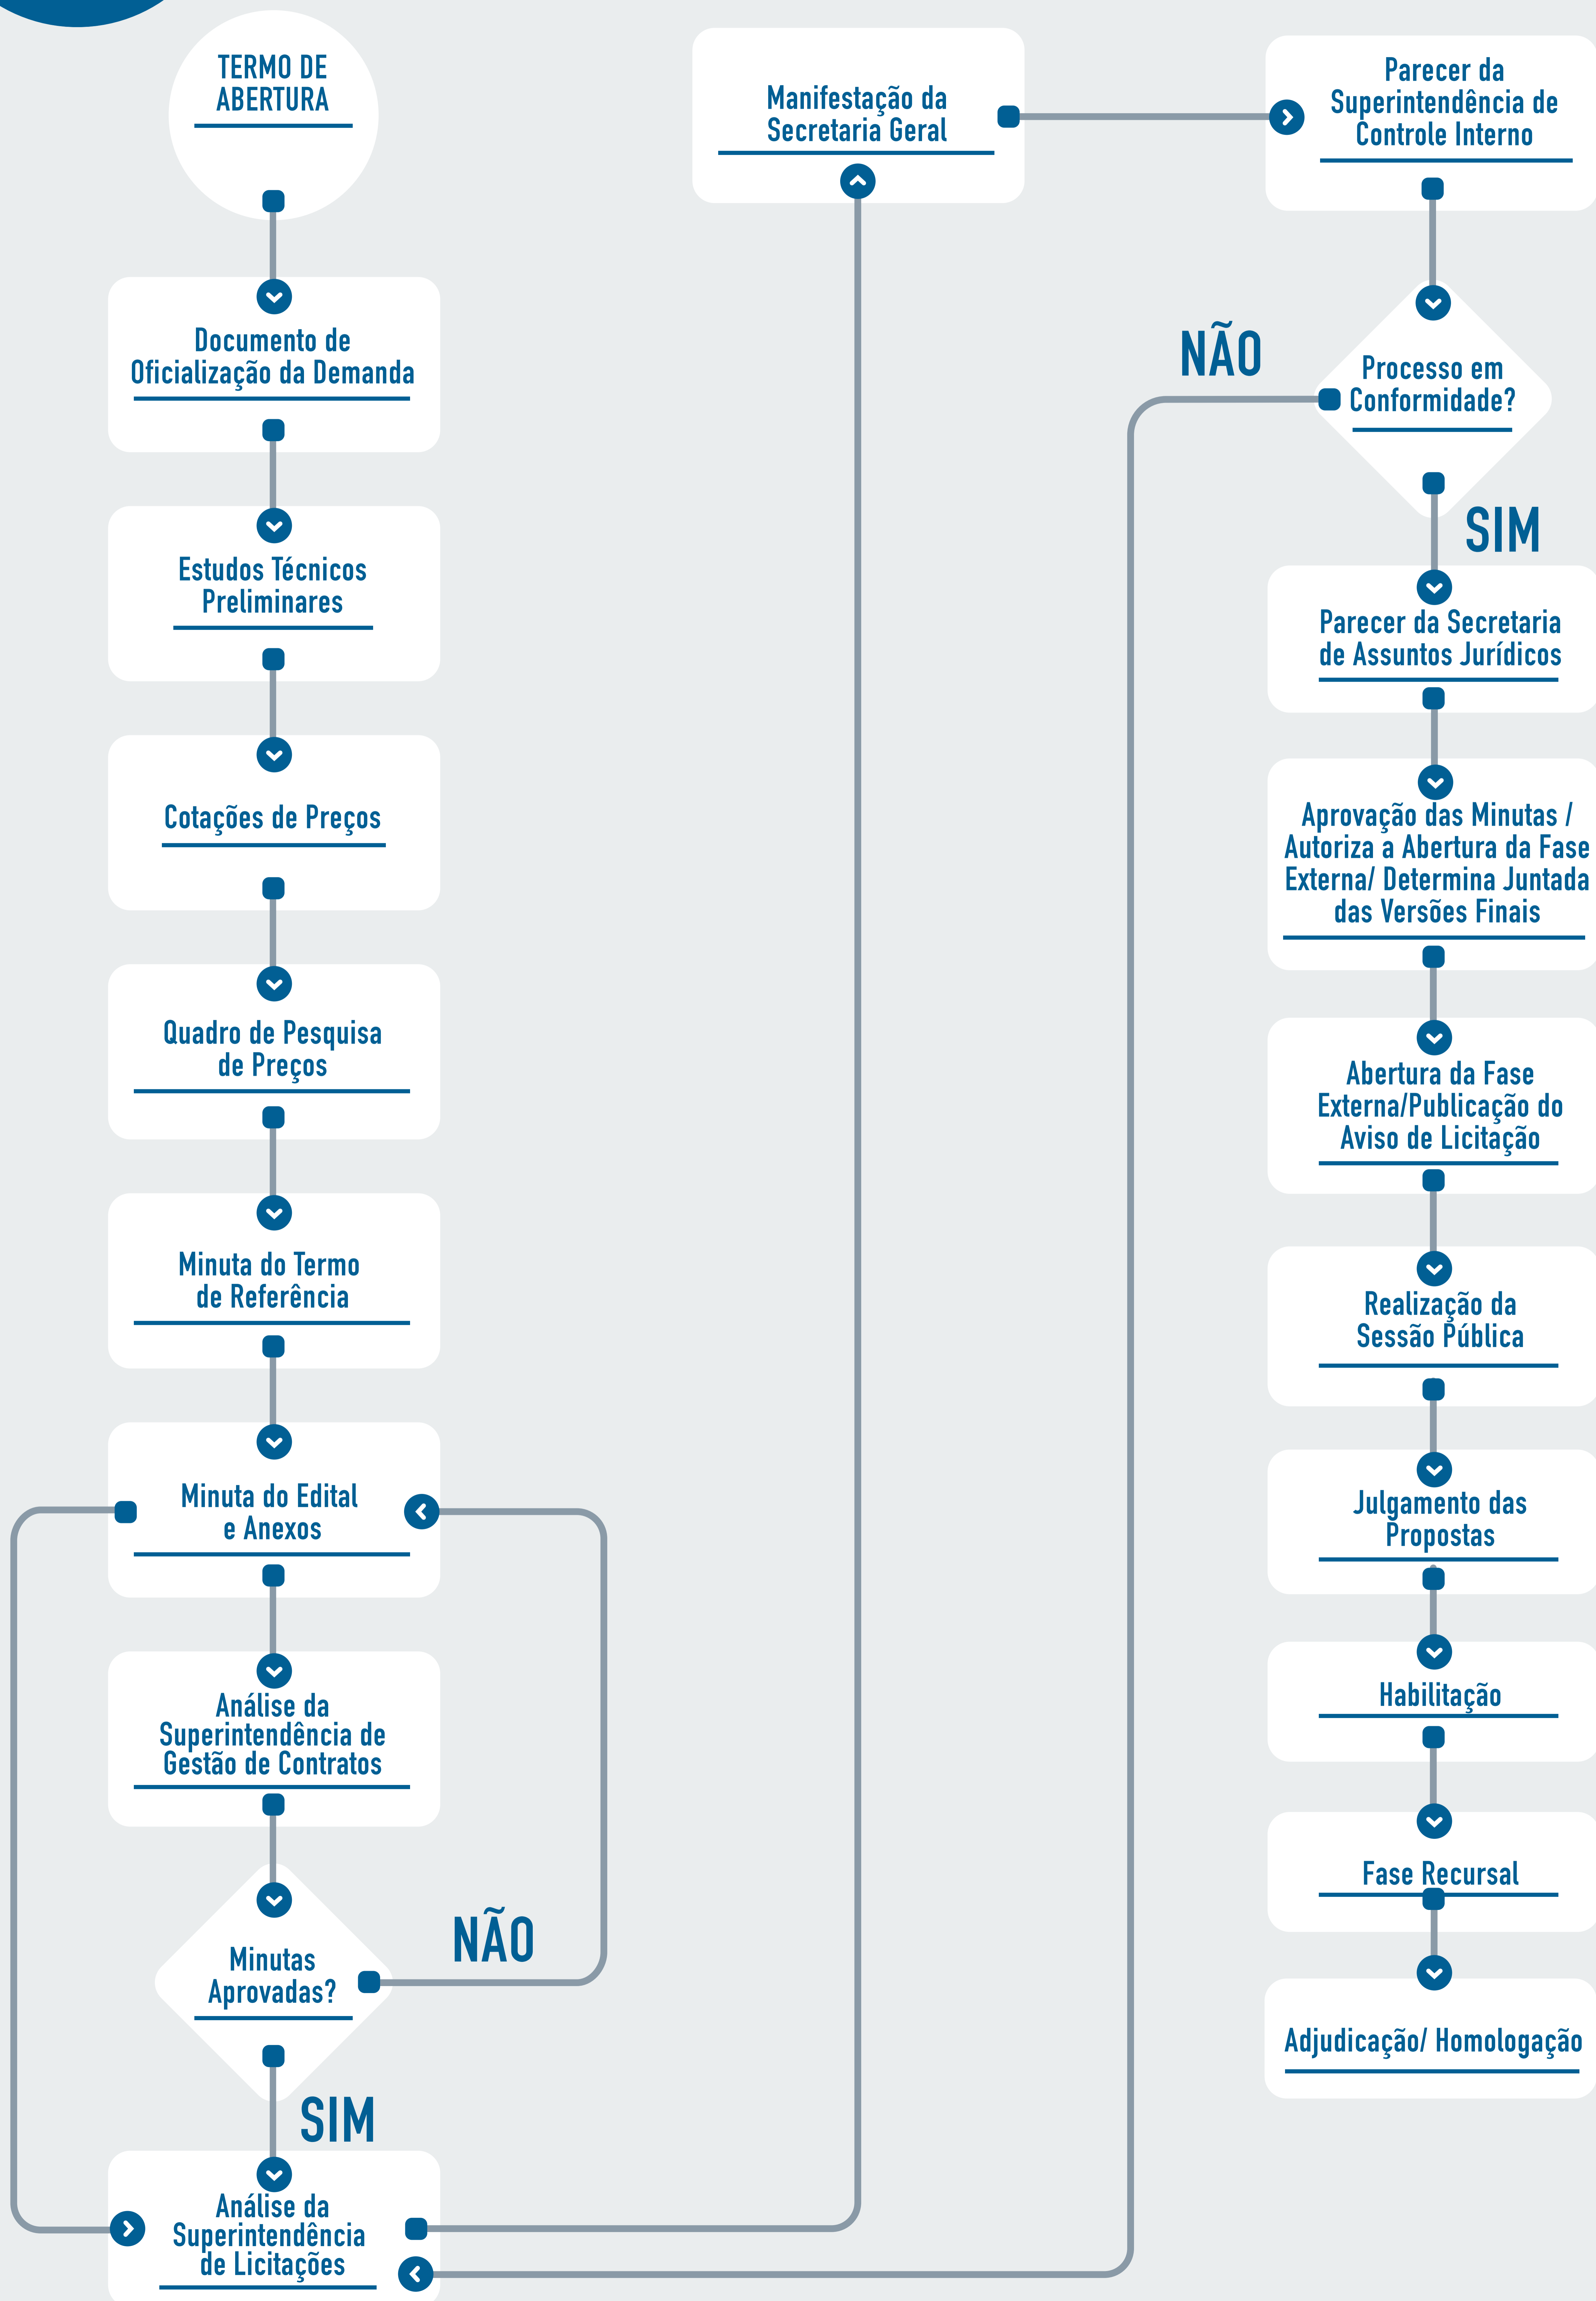 TERMO DE
ABERTURA
Documento de
Oficialização da Demanda
Estudos Técnicos
Preliminares
Cotações de Preços
Quadro de Pesquisa
de Preços
Minuta do Termo
de Referência
Minuta do Edital
e Anexos
Análise da
Superintendência de
Gestão de Contratos
Minutas
Aprovadas?
NÃO
SIM
Análise da
Superintendência
de Licitações
Manifestação da
Secretaria Geral
Parecer da
Superintendência de
Controle Interno
Processo em
Conformidade?
NÃO
SIM
Parecer da Secretaria
de Assuntos Jurídicos
Aprovação das Minutas /
Autoriza a Abertura da Fase
Externa/ Determina Juntada
das Versões Finais
Abertura da Fase
Externa/Publicação do
Aviso de Licitação
Realização da
Sessão Pública
Julgamento das
Propostas
Habilitação
Fase Recursal
Adjudicação/ Homologação